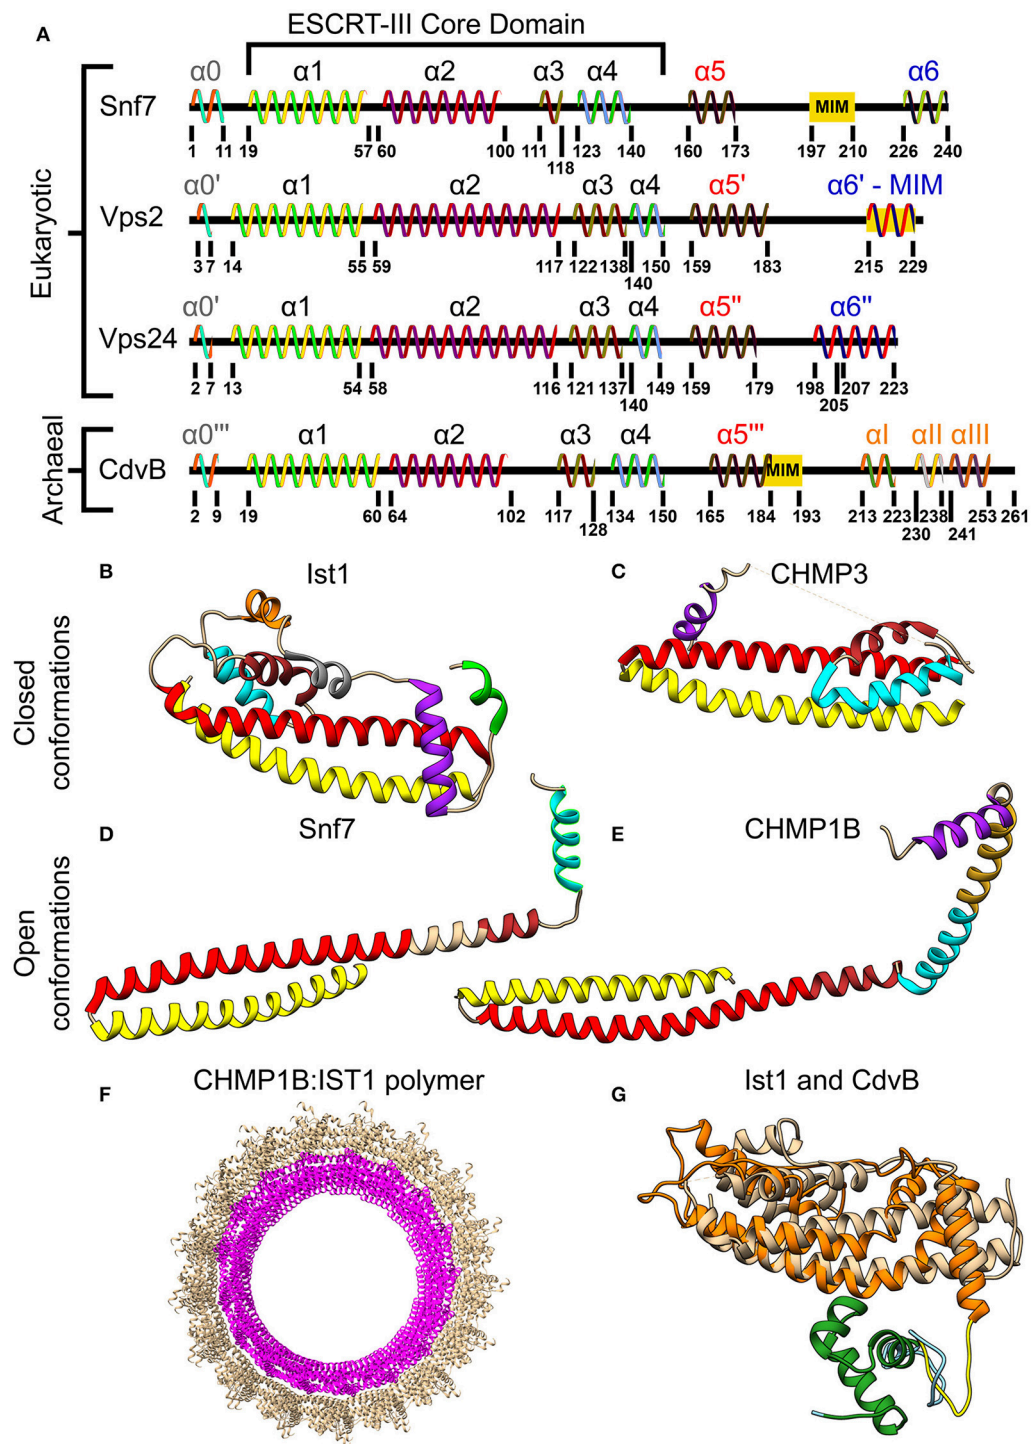 A
ESCRT-III Core Domain
Eukaryotic
α0 α1 α2 α3 α4 α5 α6
Snf7 MIM
1 11 19 57 60 100 111 118 123 140 160 173 197 210 226 240
α0' α1 α2 α3 α4 α5' α6' - MIM
Vps2
3 7 14 55 59 117 122 138 140 150 159 183 215 229
α0' α1 α2 α3 α4 α5'' α6''
Vps24
2 7 13 54 58 116 121 137 140 149 159 179 198 205 207 223
Archaeal
α0''' α1 α2 α3 α4 α5''' αI αII αIII
CdvB MIM
2 9 19 60 64 102 117 128 134 150 165 184 193 213 223 230 238 241 253 261
Closed
conformations
B Ist1
C CHMP3
Open
conformations
D Snf7
E CHMP1B
F CHMP1B:IST1 polymer
G Ist1 and CdvB